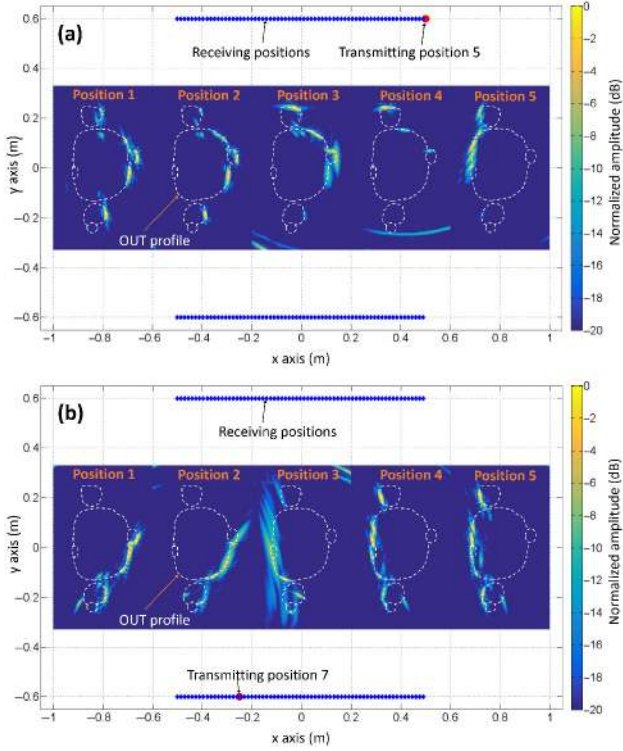 (a)
0.6
0.4
0.2
0
−0.2
−0.4
−0.6
y axis (m)
Receiving positions
Transmitting position 5
Position 1
Position 2
Position 3
Position 4
Position 5
OUT profile
−1
−0.8
−0.6
−0.4
−0.2
0
0.2
0.4
0.6
0.8
1
x axis (m)
0
−2
−4
−6
−8
−10
−12
−14
−16
−18
−20
Normalized amplitude (dB)
(b)
0.6
0.4
0.2
0
−0.2
−0.4
−0.6
y axis (m)
Receiving positions
Position 1
Position 2
Position 3
Position 4
Position 5
OUT profile
Transmitting position 7
−1
−0.8
−0.6
−0.4
−0.2
0
0.2
0.4
0.6
0.8
1
x axis (m)
0
−2
−4
−6
−8
−10
−12
−14
−16
−18
−20
Normalized amplitude (dB)